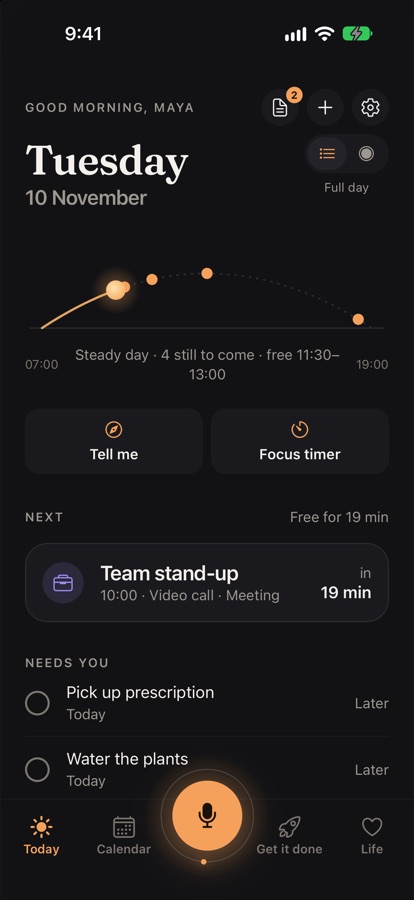 9:41
GOOD MORNING, MAYA
2
Tuesday
10 November
Full day
07:00
Steady day · 4 still to come · free 11:30–
13:00
19:00
Tell me
Focus timer
NEXT
Free for 19 min
Team stand-up
10:00 · Video call · Meeting
in
19 min
NEEDS YOU
Pick up prescription
Today
Later
Water the plants
Today
Later
Today
Calendar
Get it done
Life